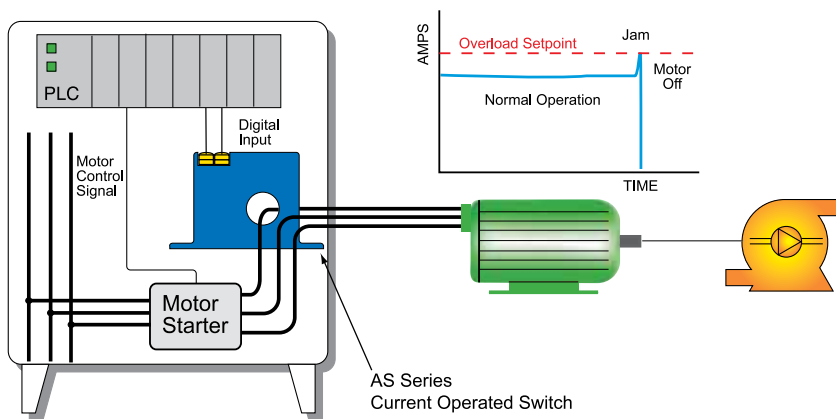 PLC
Digital
Input
Motor
Control
Signal
Motor
Starter
AS Series
Current Operated Switch
AMPS
Overload Setpoint
Jam
Motor
Off
Normal Operation
TIME